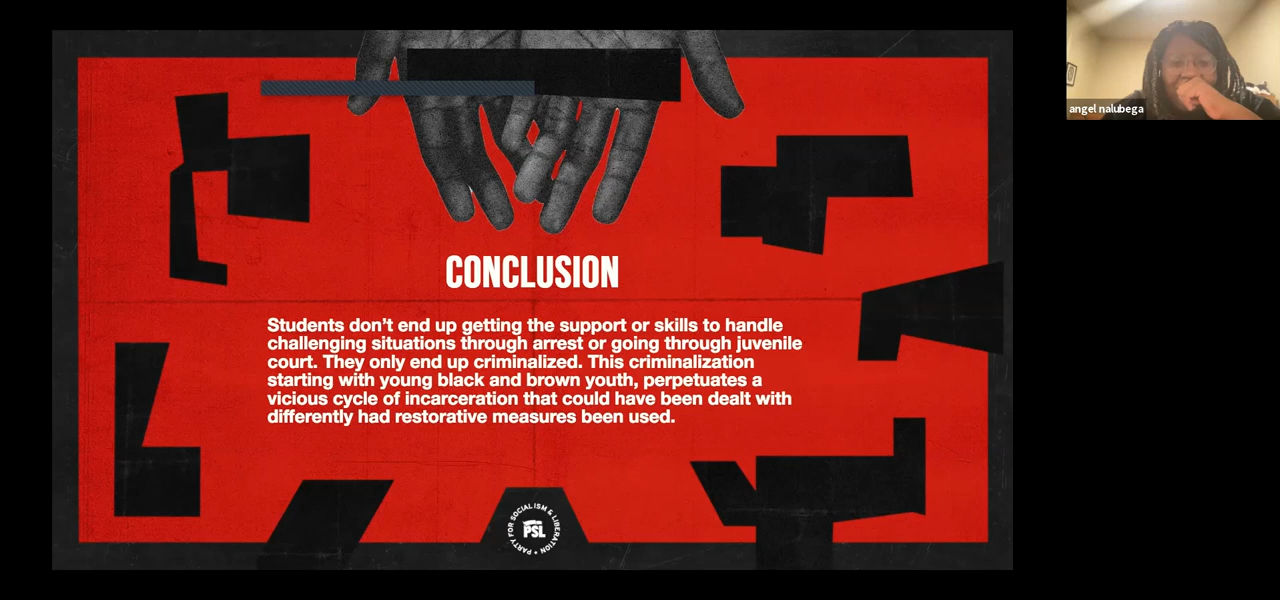 angel nalubega
CONCLUSION
Students don’t end up getting the support or skills to handle
challenging situations through arrest or going through juvenile
court. They only end up criminalized. This criminalization
starting with young black and brown youth, perpetuates a
vicious cycle of incarceration that could have been dealt with
differently had restorative measures been used.
PARTY FOR SOCIALISM & LIBERATION
PSL